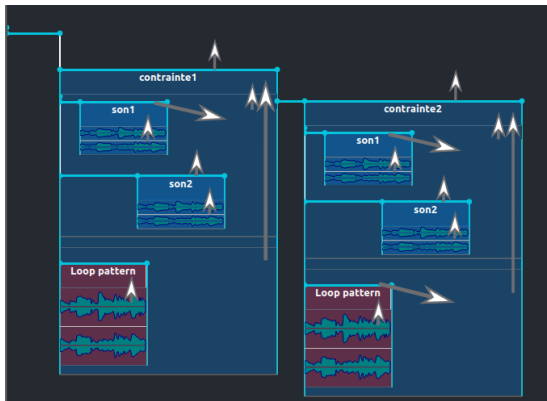 contrainte1
son1
son2
Loop pattern
contrainte2
son1
son2
Loop pattern